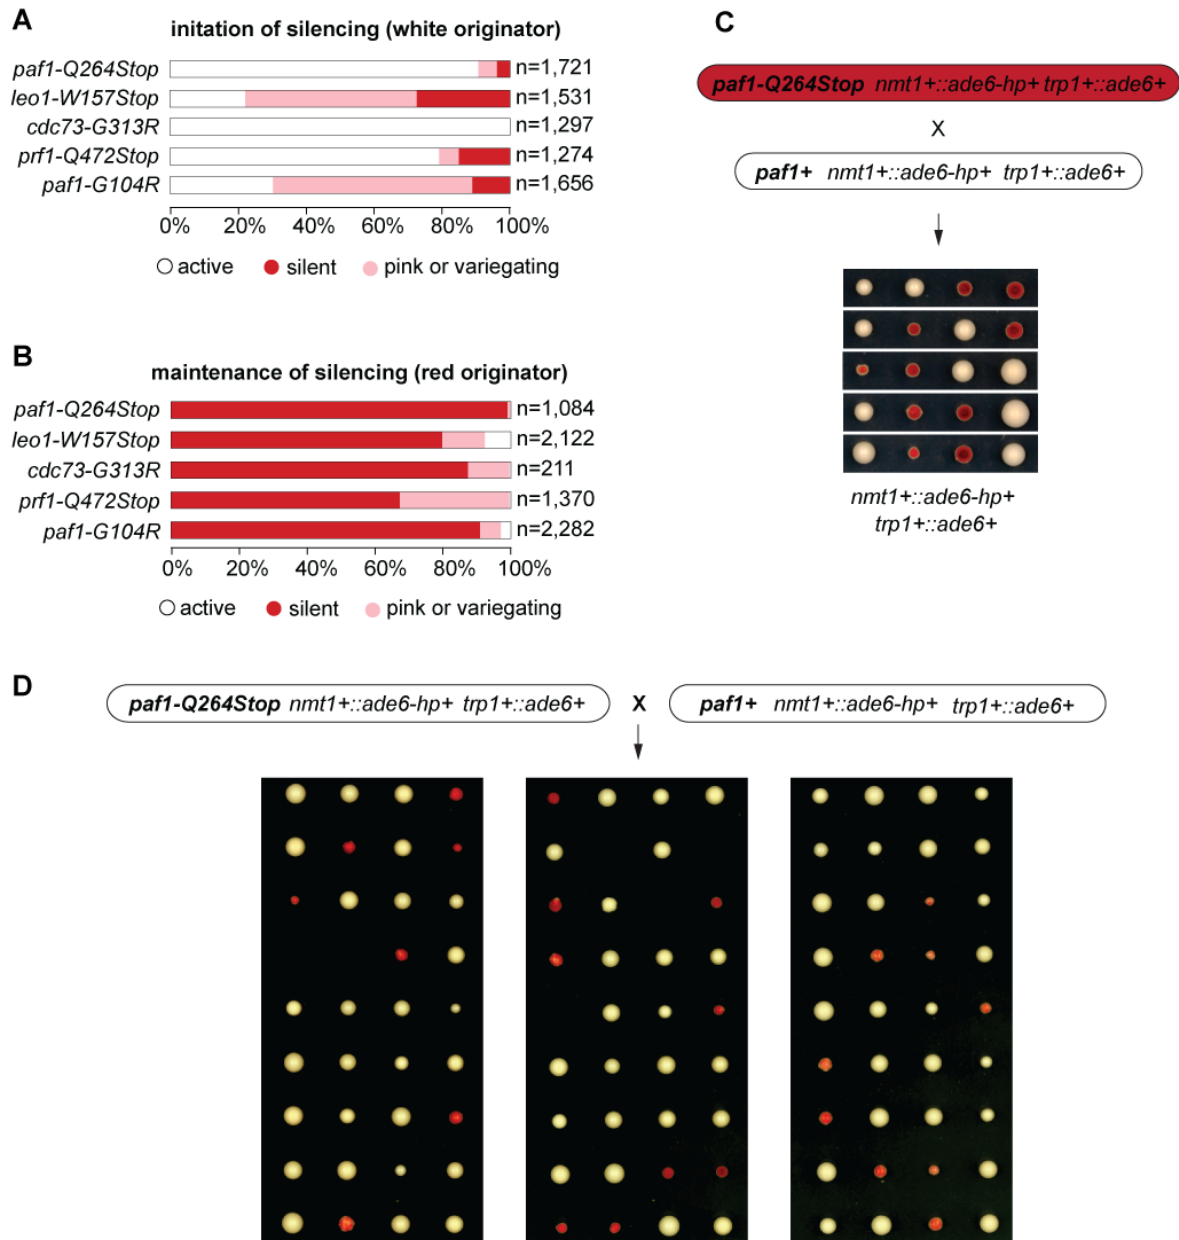 A
initation of silencing (white originator)
paf1-Q264Stop n=1,721
leo1-W157Stop n=1,531
cdc73-G313R n=1,297
prf1-Q472Stop n=1,274
paf1-G104R n=1,656
0% 20% 40% 60% 80% 100%
active silent pink or variegating
B
maintenance of silencing (red originator)
paf1-Q264Stop n=1,084
leo1-W157Stop n=2,122
cdc73-G313R n=211
prf1-Q472Stop n=1,370
paf1-G104R n=2,282
0% 20% 40% 60% 80% 100%
active silent pink or variegating
C
paf1-Q264Stop nmt1+::ade6-hp+ trp1+::ade6+
X
paf1+ nmt1+::ade6-hp+ trp1+::ade6+
nmt1+::ade6-hp+
trp1+::ade6+
D
paf1-Q264Stop nmt1+::ade6-hp+ trp1+::ade6+ X paf1+ nmt1+::ade6-hp+ trp1+::ade6+